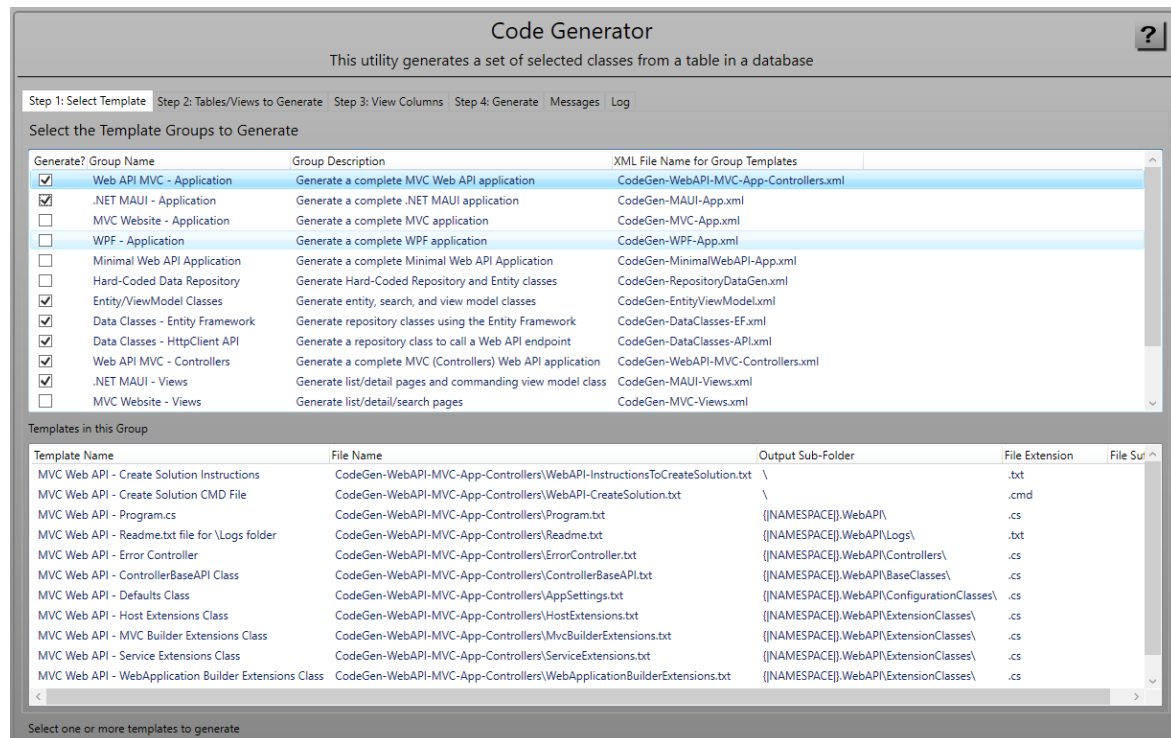 Code Generator
?
This utility generates a set of selected classes from a table in a database
Step 1: Select Template Step 2: Tables/Views to Generate Step 3: View Columns Step 4: Generate Messages Log
Select the Template Groups to Generate
Generate? Group Name Group Description XML File Name for Group Templates
Web API MVC - Application Generate a complete MVC Web API application CodeGen-WebAPI-MVC-App-Controllers.xml
.NET MAUI - Application Generate a complete .NET MAUI application CodeGen-MAUI-App.xml
MVC Website - Application Generate a complete MVC application CodeGen-MVC-App.xml
WPF - Application Generate a complete WPF application CodeGen-WPF-App.xml
Minimal Web API Application Generate a complete Minimal Web API Application CodeGen-MinimalWebAPI-App.xml
Hard-Coded Data Repository Generate Hard-Coded Repository and Entity classes CodeGen-RepositoryDataGen.xml
Entity/ViewModel Classes Generate entity, search, and view model classes CodeGen-EntityViewModel.xml
Data Classes - Entity Framework Generate repository classes using the Entity Framework CodeGen-DataClasses-EF.xml
Data Classes - HttpClient API Generate a repository class to call a Web API endpoint CodeGen-DataClasses-API.xml
Web API MVC - Controllers Generate a complete MVC (Controllers) Web API application CodeGen-WebAPI-MVC-Controllers.xml
.NET MAUI - Views Generate list/detail pages and commanding view model class CodeGen-MAUI-Views.xml
MVC Website - Views Generate list/detail/search pages CodeGen-MVC-Views.xml
Templates in this Group
Template Name File Name Output Sub-Folder File Extension File Suf
MVC Web API - Create Solution Instructions CodeGen-WebAPI-MVC-App-Controllers\WebAPI-InstructionsToCreateSolution.txt \ .txt
MVC Web API - Create Solution CMD File CodeGen-WebAPI-MVC-App-Controllers\WebAPI-CreateSolution.txt \ .cmd
MVC Web API - Program.cs CodeGen-WebAPI-MVC-App-Controllers\Program.txt {|NAMESPACE|}.WebAPI\ .cs
MVC Web API - Readme.txt file for \Logs folder CodeGen-WebAPI-MVC-App-Controllers\Readme.txt {|NAMESPACE|}.WebAPI\Logs\ .txt
MVC Web API - Error Controller CodeGen-WebAPI-MVC-App-Controllers\ErrorController.txt {|NAMESPACE|}.WebAPI\Controllers\ .cs
MVC Web API - ControllerBaseAPI Class CodeGen-WebAPI-MVC-App-Controllers\ControllerBaseAPI.txt {|NAMESPACE|}.WebAPI\BaseClasses\ .cs
MVC Web API - Defaults Class CodeGen-WebAPI-MVC-App-Controllers\AppSettings.txt {|NAMESPACE|}.WebAPI\ConfigurationClasses\ .cs
MVC Web API - Host Extensions Class CodeGen-WebAPI-MVC-App-Controllers\HostExtensions.txt {|NAMESPACE|}.WebAPI\ExtensionClasses\ .cs
MVC Web API - MVC Builder Extensions Class CodeGen-WebAPI-MVC-App-Controllers\MvcBuilderExtensions.txt {|NAMESPACE|}.WebAPI\ExtensionClasses\ .cs
MVC Web API - Service Extensions Class CodeGen-WebAPI-MVC-App-Controllers\ServiceExtensions.txt {|NAMESPACE|}.WebAPI\ExtensionClasses\ .cs
MVC Web API - WebApplication Builder Extensions Class CodeGen-WebAPI-MVC-App-Controllers\WebApplicationBuilderExtensions.txt {|NAMESPACE|}.WebAPI\ExtensionClasses\ .cs
Select one or more templates to generate